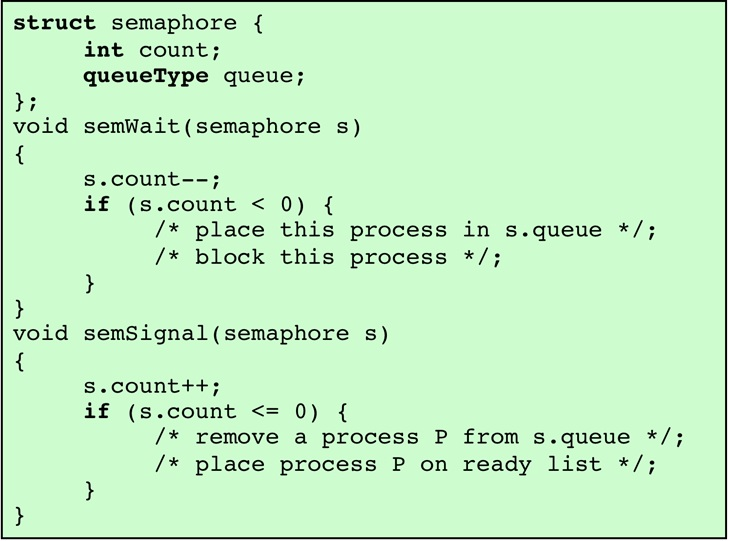 struct semaphore {
int count;
queueType queue;
};
void semWait(semaphore s)
{
s.count--;
if (s.count < 0) {
/* place this process in s.queue */;
/* block this process */;
}
}
void semSignal(semaphore s)
{
s.count++;
if (s.count <= 0) {
/* remove a process P from s.queue */;
/* place process P on ready list */;
}
}